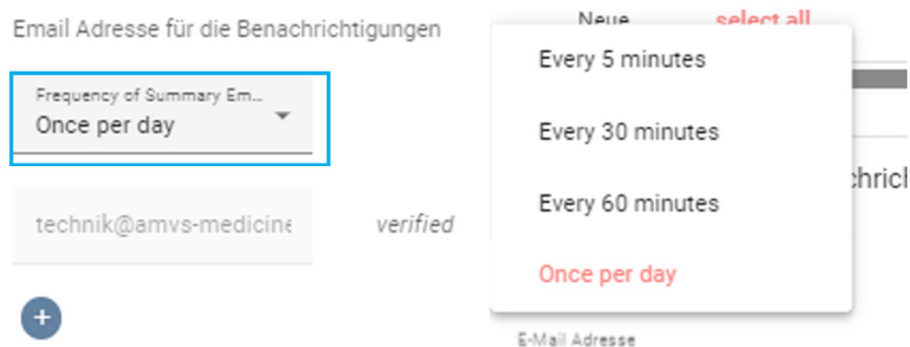 Email Adresse für die Benachrichtigungen
Frequency of Summary Em...
Once per day
technik@amvs-medicine
verified
+
Neue select all
Every 5 minutes
Every 30 minutes
Every 60 minutes
Once per day
E-Mail Adresse